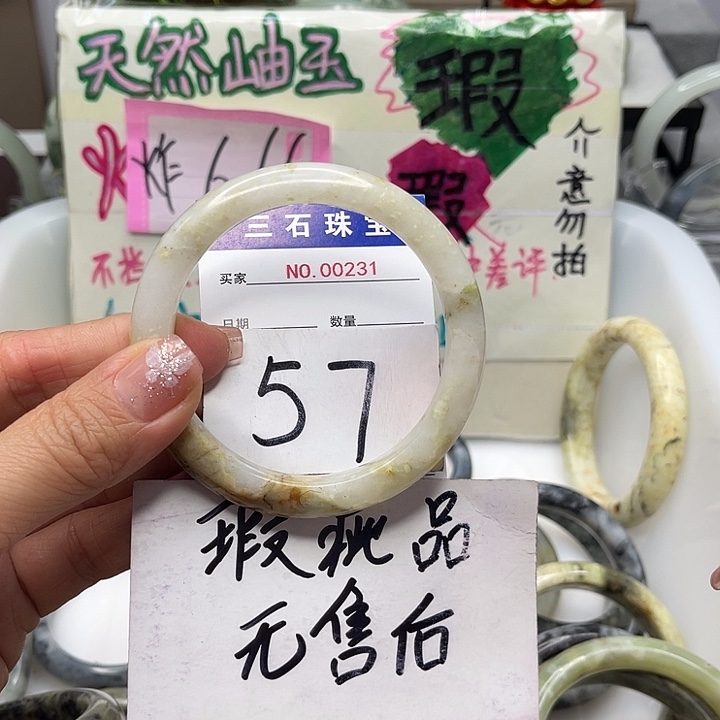 天然岫玉
瑕
炸
瑕
介意勿拍
三石珠宝
买家 NO.00231
差评
日期 数量
57
瑕疵品
无售后